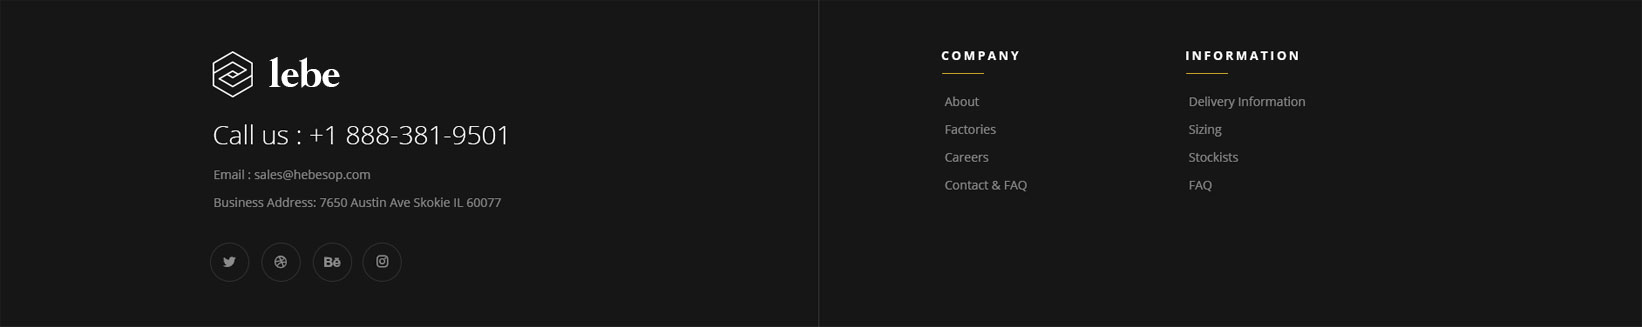 lebe
Call us : +1 888-381-9501
Email : sales@hebesop.com
Business Address: 7650 Austin Ave Skokie IL 60077
Bē
COMPANY
About
Factories
Careers
Contact & FAQ
INFORMATION
Delivery Information
Sizing
Stockists
FAQ